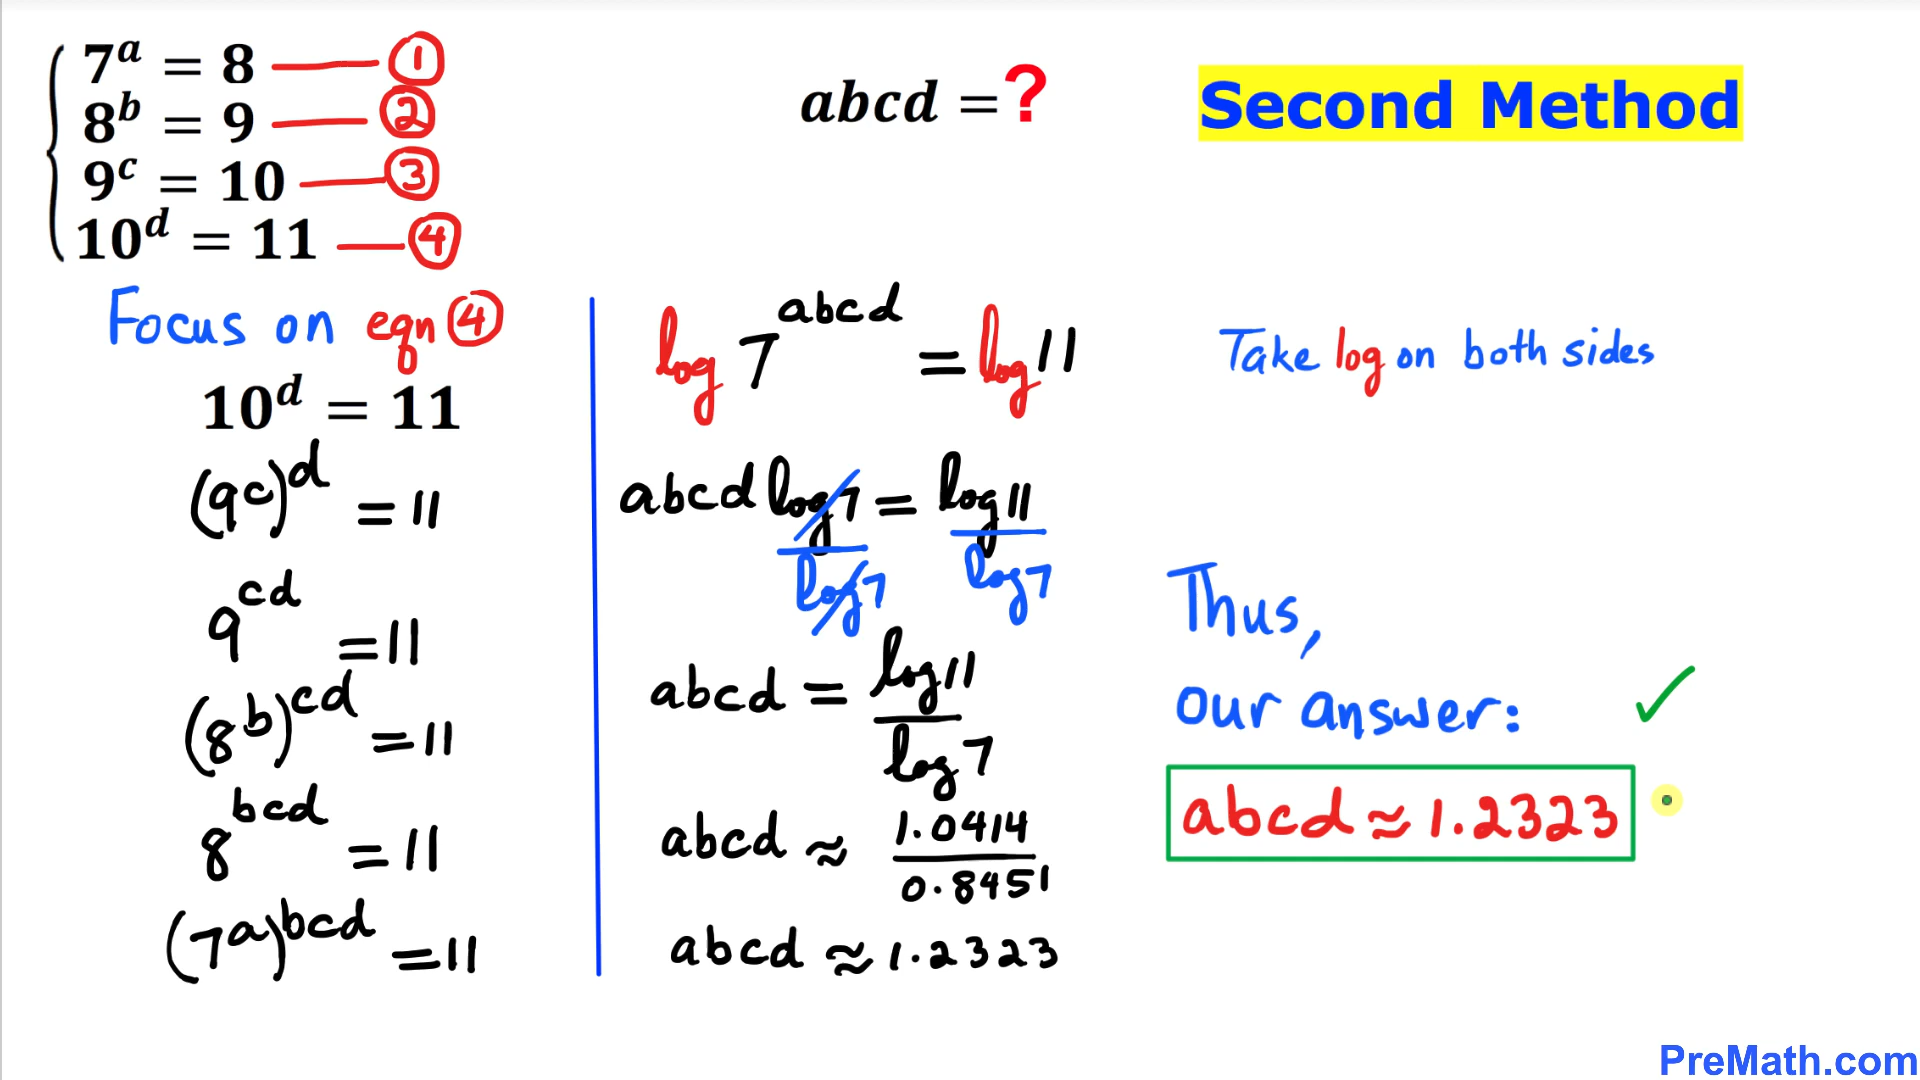 7^a = 8 —— ①
8^b = 9 —— ②
9^c = 10 —— ③
10^d = 11 —— ④
abcd = ?
Second Method
Focus on eqn ④
10^d = 11
(9^c)^d = 11
9^cd = 11
(8^b)^cd = 11
8^bcd = 11
(7^a)^bcd = 11
log 7^abcd = log 11
abcd log 7 / log 7 = log 11 / log 7
abcd = log 11 / log 7
abcd ≈ 1.0414 / 0.8451
abcd ≈ 1.2323
Take log on both sides
Thus,
our answer: ✓
abcd ≈ 1.2323
PreMath.com